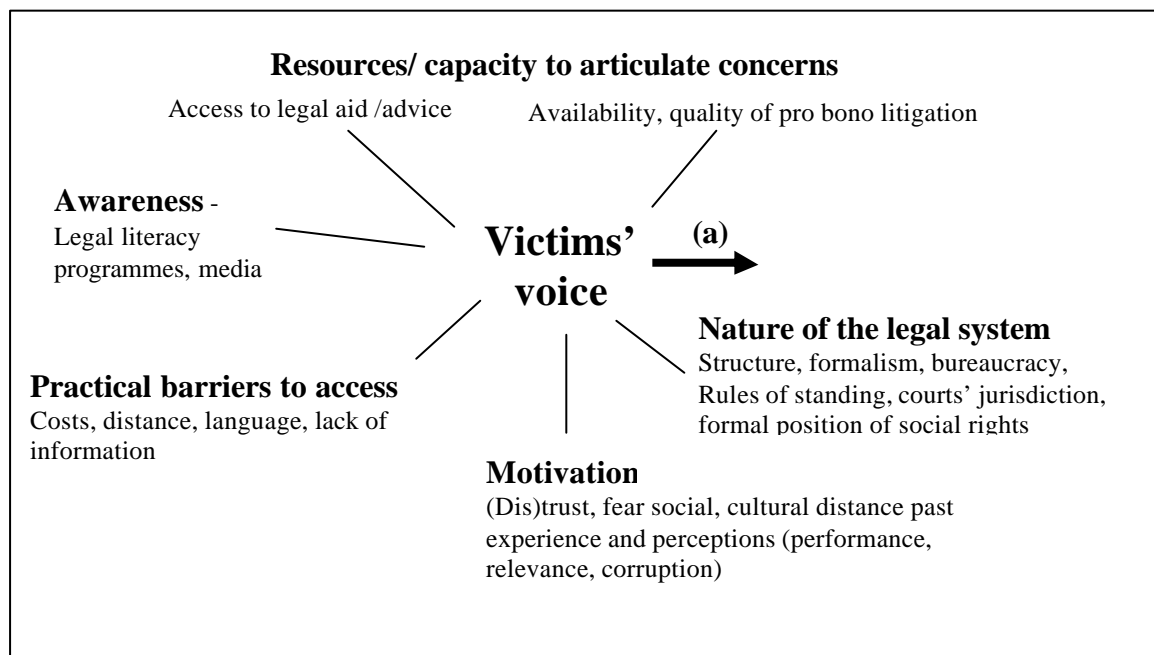 Resources/ capacity to articulate concerns
Access to legal aid /advice
Availability, quality of pro bono litigation
Awareness -
Legal literacy
programmes, media
Victims’
voice
(a)
Nature of the legal system
Structure, formalism, bureaucracy,
Rules of standing, courts’ jurisdiction,
formal position of social rights
Practical barriers to access
Costs, distance, language, lack of
information
Motivation
(Dis)trust, fear social, cultural distance past
experience and perceptions (performance,
relevance, corruption)